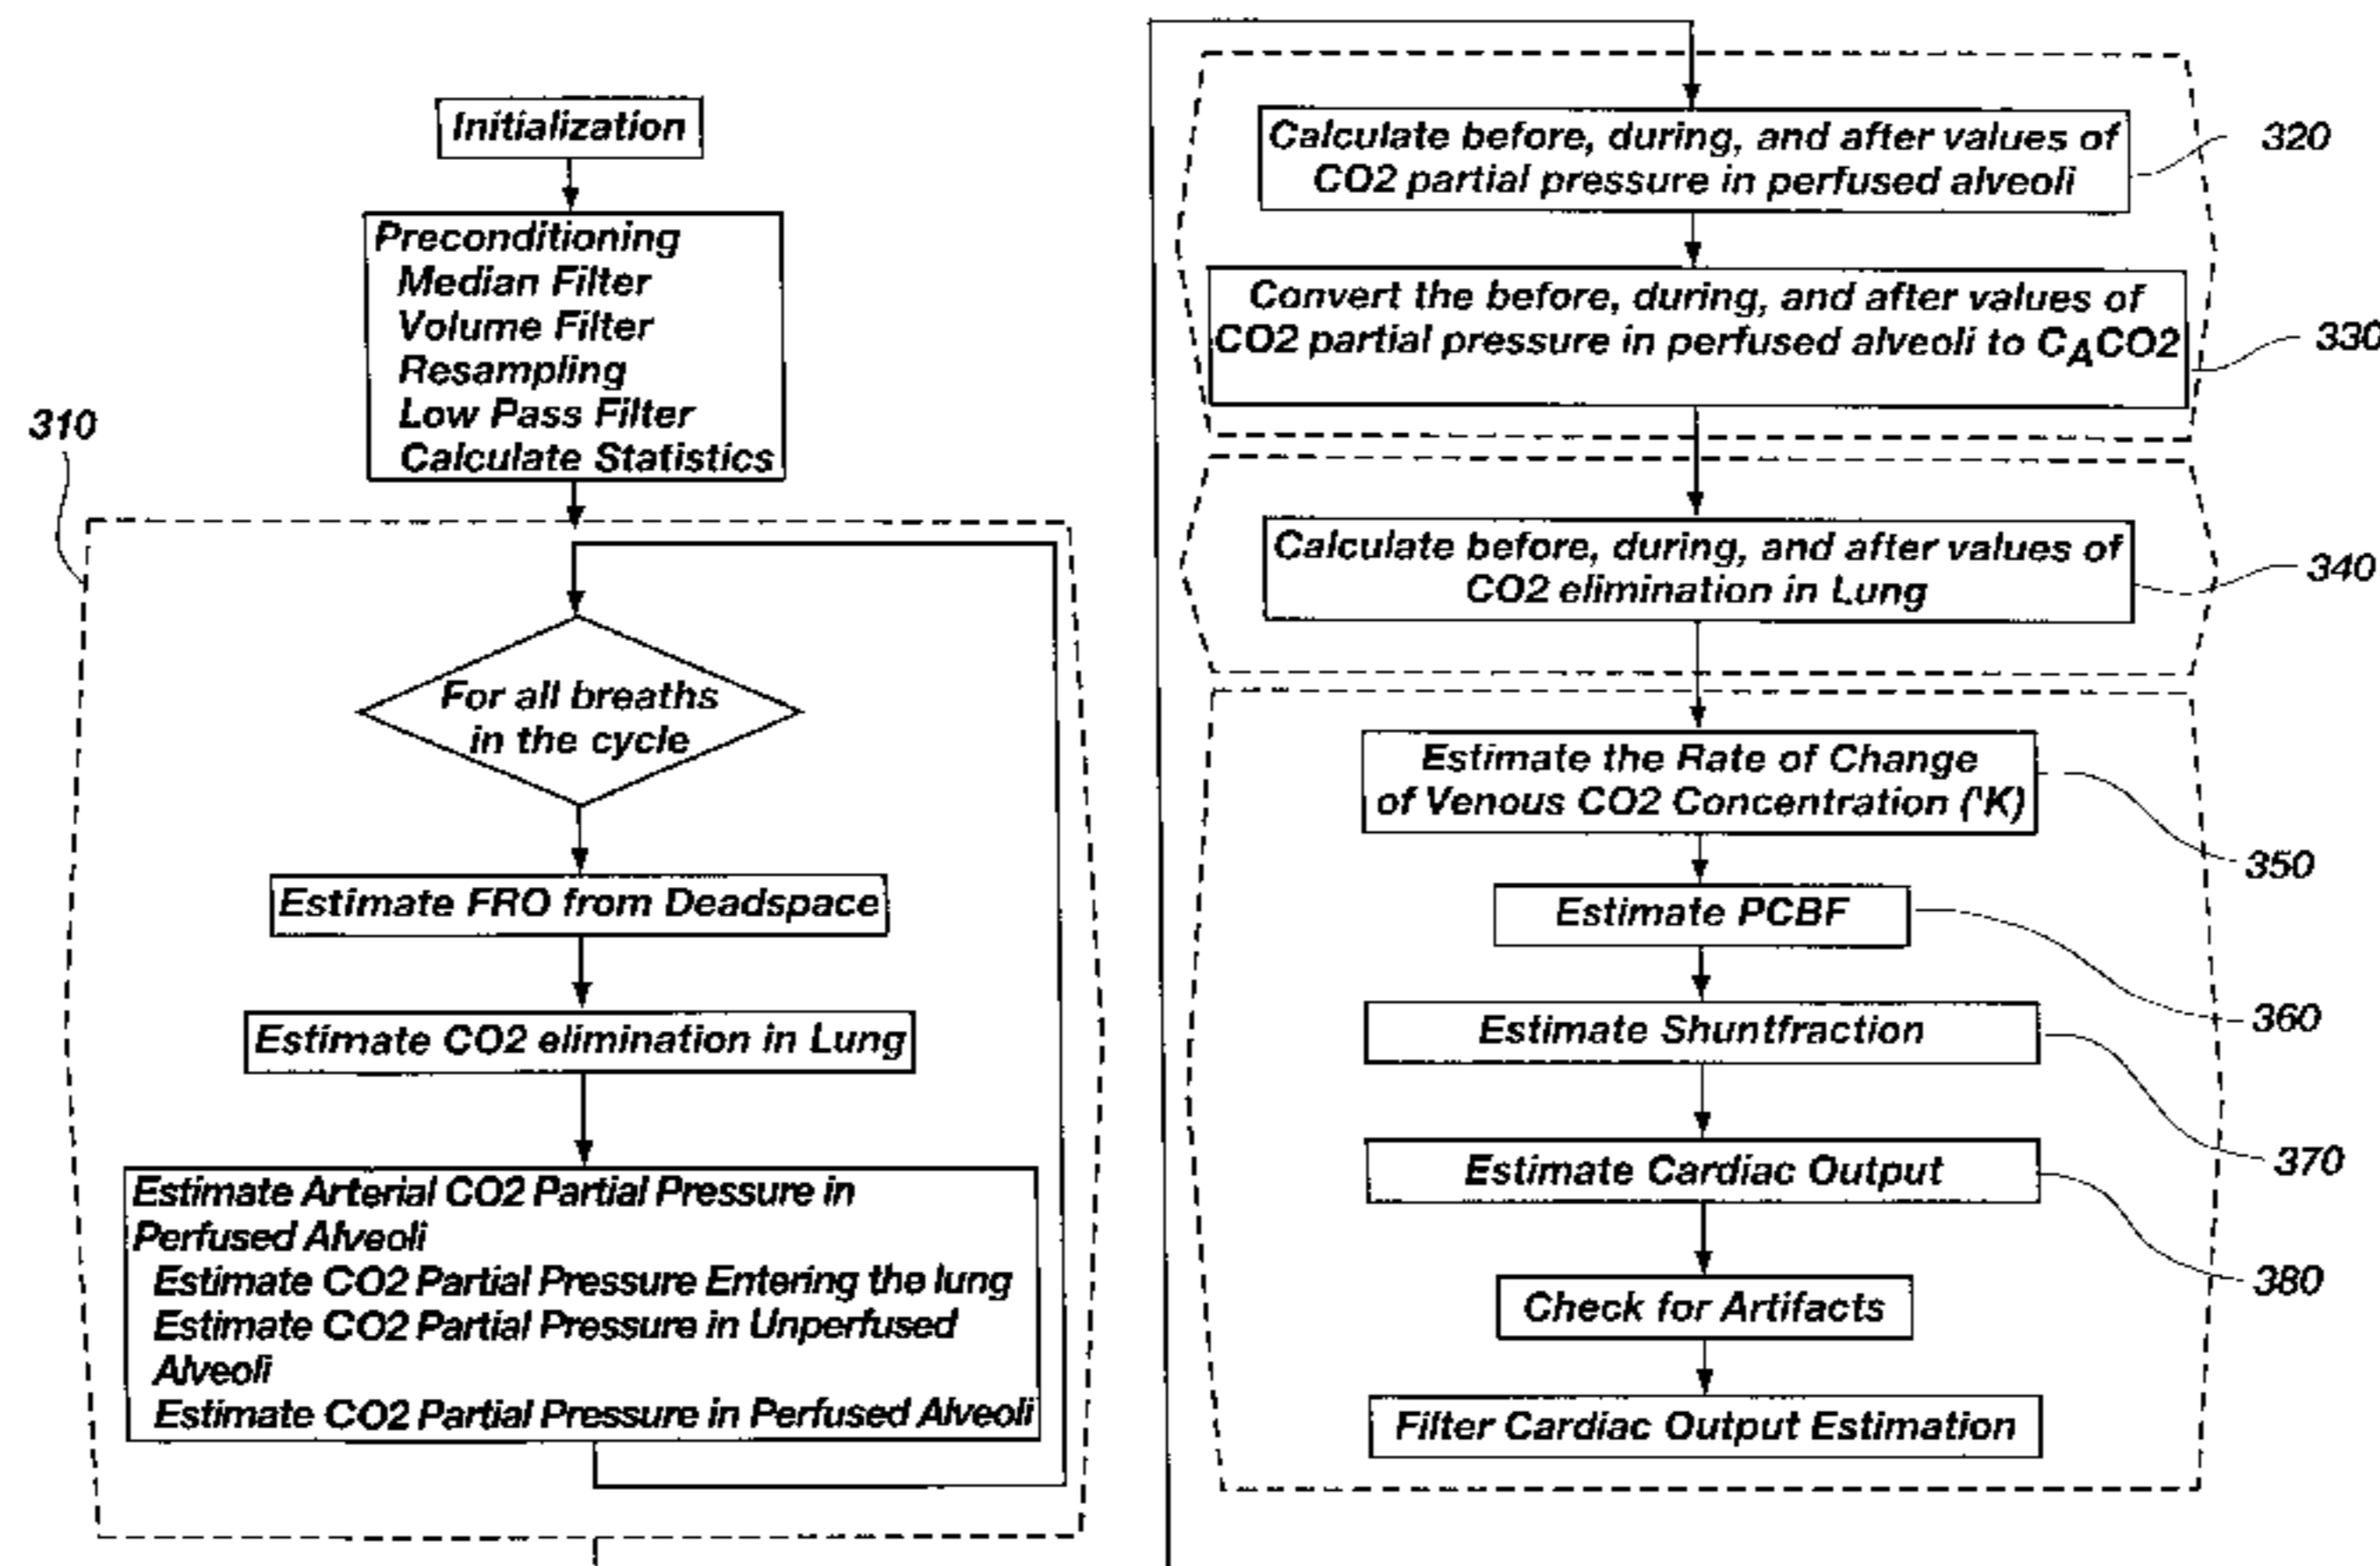 Initialization
Preconditioning
Median Filter
Volume Filter
Resampling
Low Pass Filter
Calculate Statistics
310
For all breaths
in the cycle
Estimate FRO from Deadspace
Estimate CO2 elimination in Lung
Estimate Arterial CO2 Partial Pressure in
Perfused Alveoli
Estimate CO2 Partial Pressure Entering the lung
Estimate CO2 Partial Pressure in Unperfused
Alveoli
Estimate CO2 Partial Pressure in Perfused Alveoli
Calculate before, during, and after values of
CO2 partial pressure in perfused alveoli
320
Convert the before, during, and after values of
CO2 partial pressure in perfused alveoli to CACO2
330
Calculate before, during, and after values of
CO2 elimination in Lung
340
Estimate the Rate of Change
of Venous CO2 Concentration ('K)
350
Estimate PCBF
360
Estimate Shuntfraction
370
Estimate Cardiac Output
380
Check for Artifacts
Filter Cardiac Output Estimation